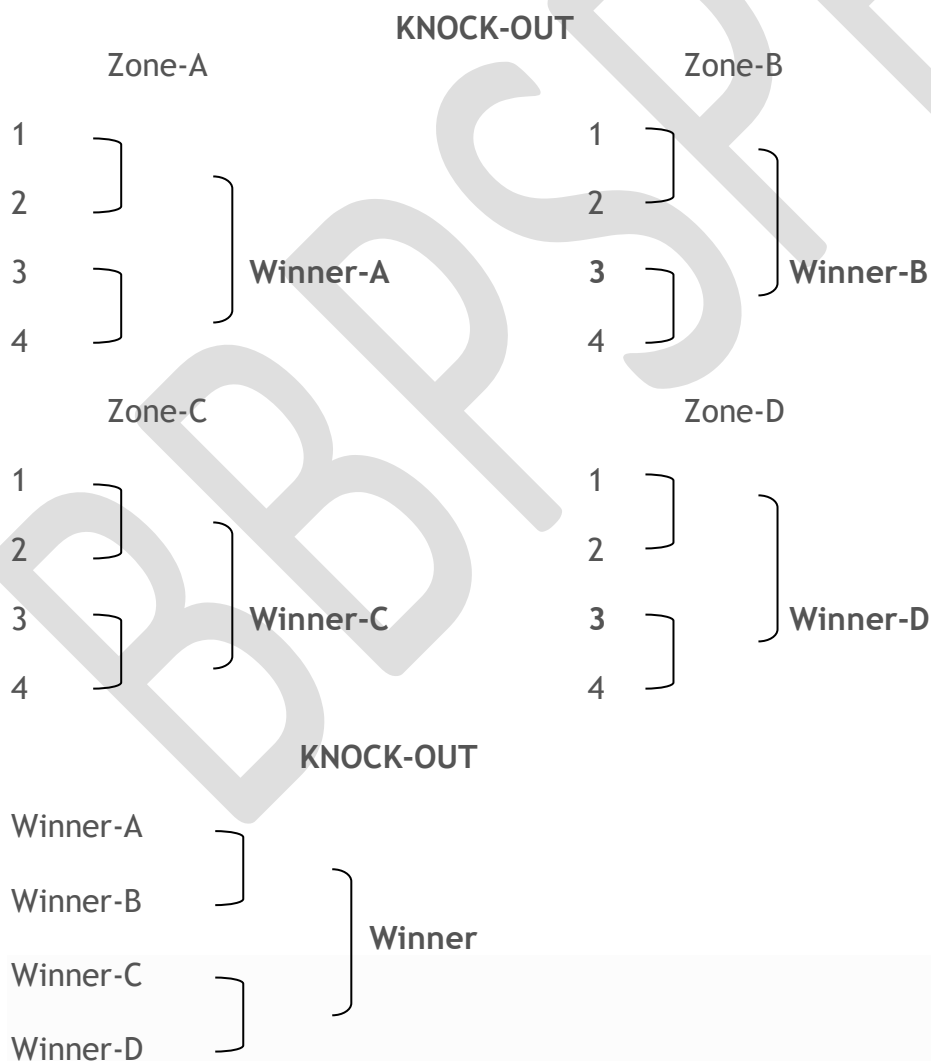 KNOCK-OUT
Zone-A Zone-B
1 1
2 2
3 Winner-A 3 Winner-B
4 4
Zone-C Zone-D
1 1
2 2
3 Winner-C 3 Winner-D
4 4
KNOCK-OUT
Winner-A
Winner-B
Winner
Winner-C
Winner-D
BBPSP